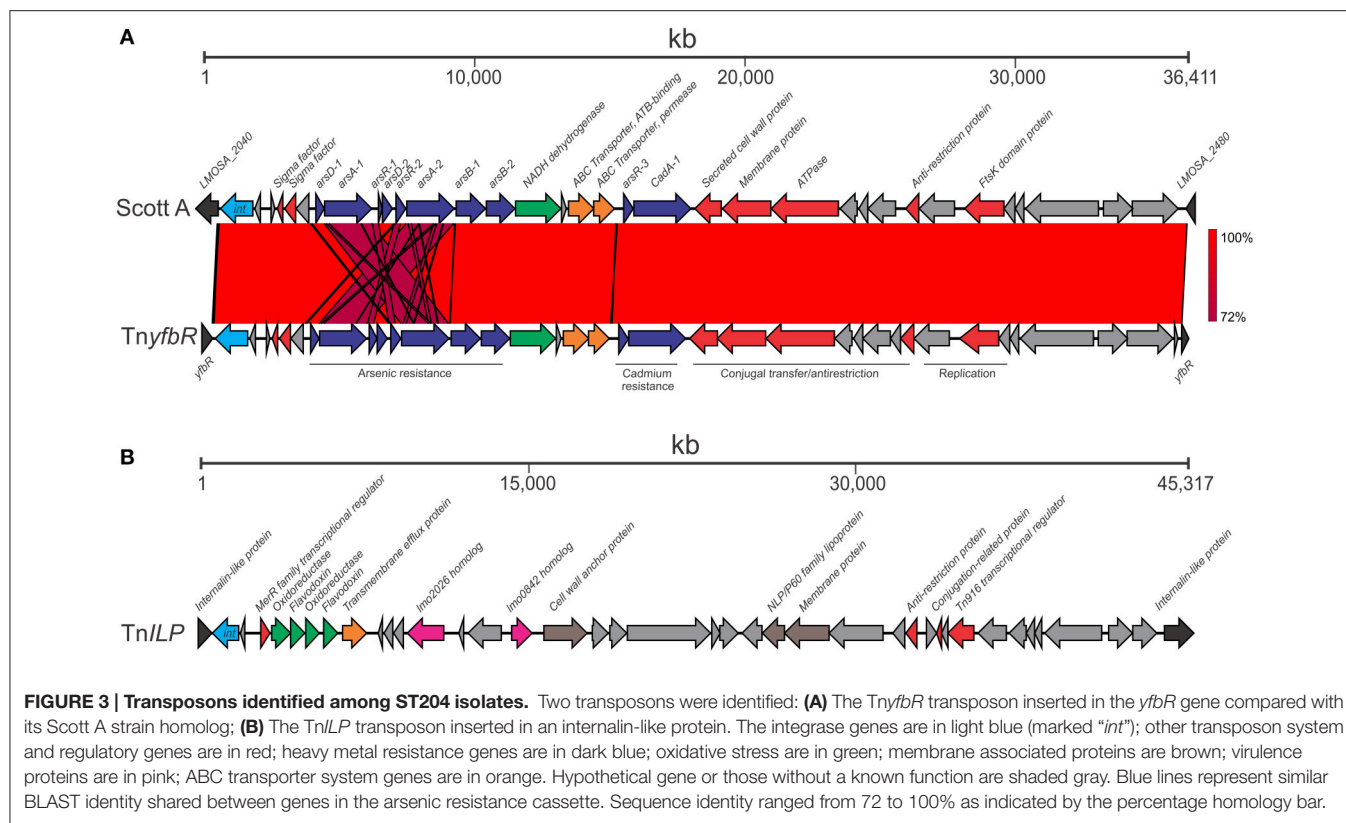 A
kb
1 10,000 20,000 30,000 36,411
LMOSA_2040
Sigma factor
Sigma factor
arsD-1
arsA-1
arsR-1
arsD-2
arsR-2
arsA-2
arsB-1
arsB-2
NADH dehydrogenase
ABC Transporter, ATB-binding
ABC Transporter, permease
arsR-3
CadA-1
Secreted cell wall protein
Membrane protein
ATPase
Anti-restriction protein
FtsK domain protein
LMOSA_2480
Scott A
int
100%
72%
TnyfbR
yfbR
yfbR
Arsenic resistance
Cadmium
resistance
Conjugal transfer/antirestriction
Replication
B
kb
1 15,000 30,000 45,317
Internalin-like protein
MerR family transcriptional regulator
Oxidoreductase
Flavodoxin
Oxidoreductase
Flavodoxin
Transmembrane efflux protein
lmo2026 homolog
lmo0842 homolog
Cell wall anchor protein
NLP/P60 family lipoprotein
Membrane protein
Anti-restriction protein
Conjugation-related protein
Tn916 transcriptional regulator
Internalin-like protein
TnILP
int
FIGURE 3 | Transposons identified among ST204 isolates. Two transposons were identified: (A) The TnyfbR transposon inserted in the yfbR gene compared with
its Scott A strain homolog; (B) The TnILP transposon inserted in an internalin-like protein. The integrase genes are in light blue (marked “int”); other transposon system
and regulatory genes are in red; heavy metal resistance genes are in dark blue; oxidative stress are in green; membrane associated proteins are brown; virulence
proteins are in pink; ABC transporter system genes are in orange. Hypothetical gene or those without a known function are shaded gray. Blue lines represent similar
BLAST identity shared between genes in the arsenic resistance cassette. Sequence identity ranged from 72 to 100% as indicated by the percentage homology bar.